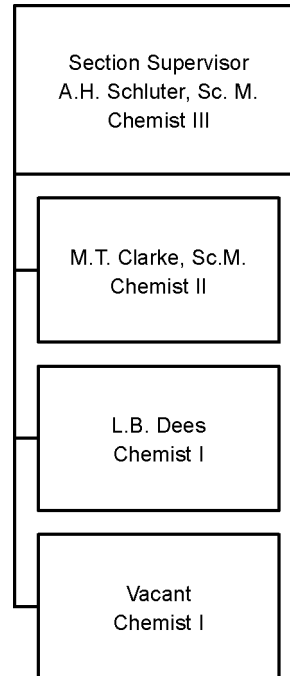 Section Supervisor
A.H. Schluter, Sc. M.
Chemist III
M.T. Clarke, Sc.M.
Chemist II
L.B. Dees
Chemist I
Vacant
Chemist I